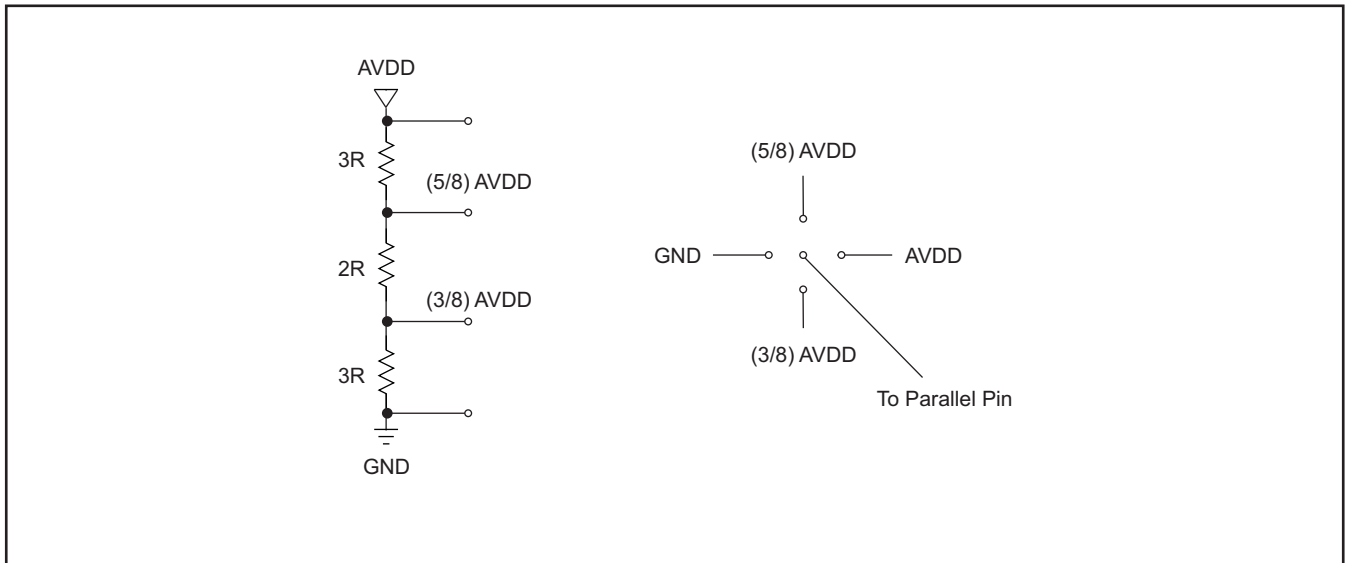 AVDD
3R
(5/8) AVDD
2R
(3/8) AVDD
3R
GND
(5/8) AVDD
GND
AVDD
(3/8) AVDD
To Parallel Pin